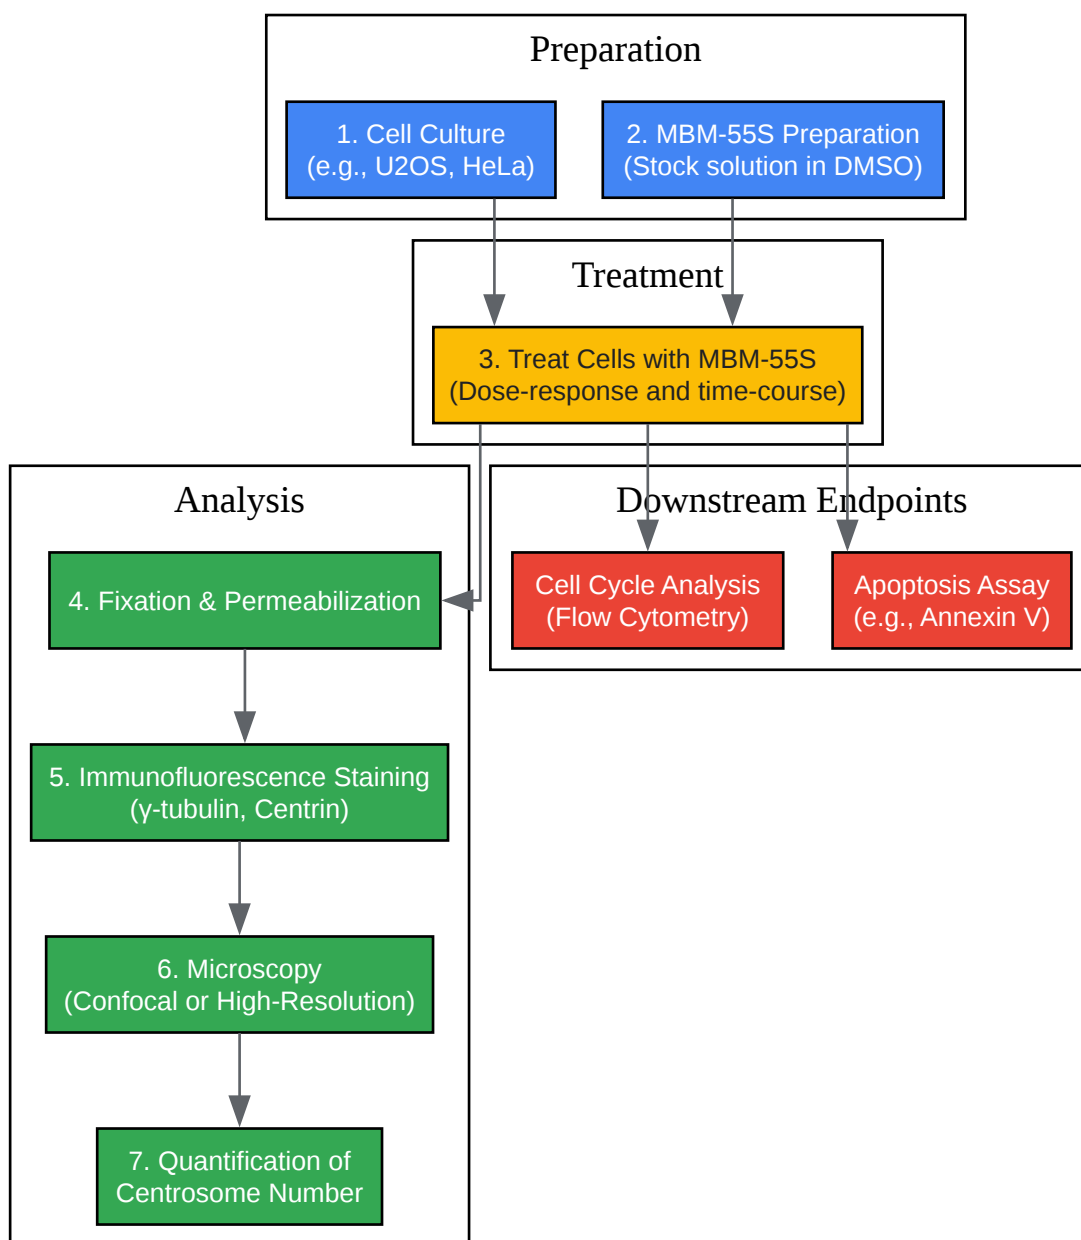 Preparation
1. Cell Culture
(e.g., U2OS, HeLa)
2. MBM-55S Preparation
(Stock solution in DMSO)
Treatment
3. Treat Cells with MBM-55S
(Dose-response and time-course)
Analysis
4. Fixation & Permeabilization
5. Immunofluorescence Staining
(γ-tubulin, Centrin)
6. Microscopy
(Confocal or High-Resolution)
7. Quantification of
Centrosome Number
Downstream Endpoints
Cell Cycle Analysis
(Flow Cytometry)
Apoptosis Assay
(e.g., Annexin V)